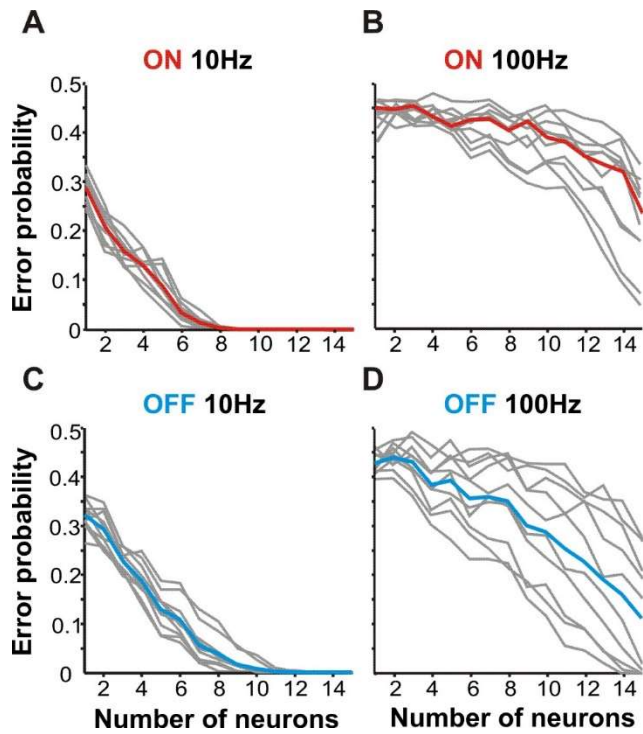 A
B
ON 10Hz
ON 100Hz
Error probability
0.5
0.4
0.3
0.2
0.1
0
2 4 6 8 10 12 14
2 4 6 8 10 12 14
C
D
OFF 10Hz
OFF 100Hz
Error probability
0.5
0.4
0.3
0.2
0.1
0
2 4 6 8 10 12 14
2 4 6 8 10 12 14
Number of neurons
Number of neurons